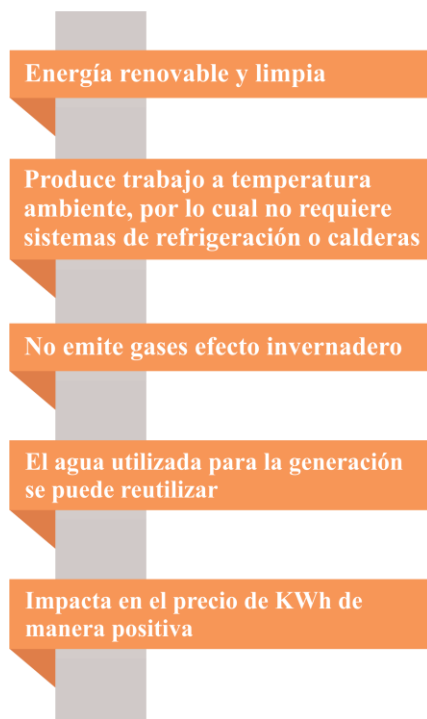 Energía renovable y limpia
Produce trabajo a temperatura
ambiente, por lo cual no requiere
sistemas de refrigeración o calderas
No emite gases efecto invernadero
El agua utilizada para la generación
se puede reutilizar
Impacta en el precio de KWh de
manera positiva